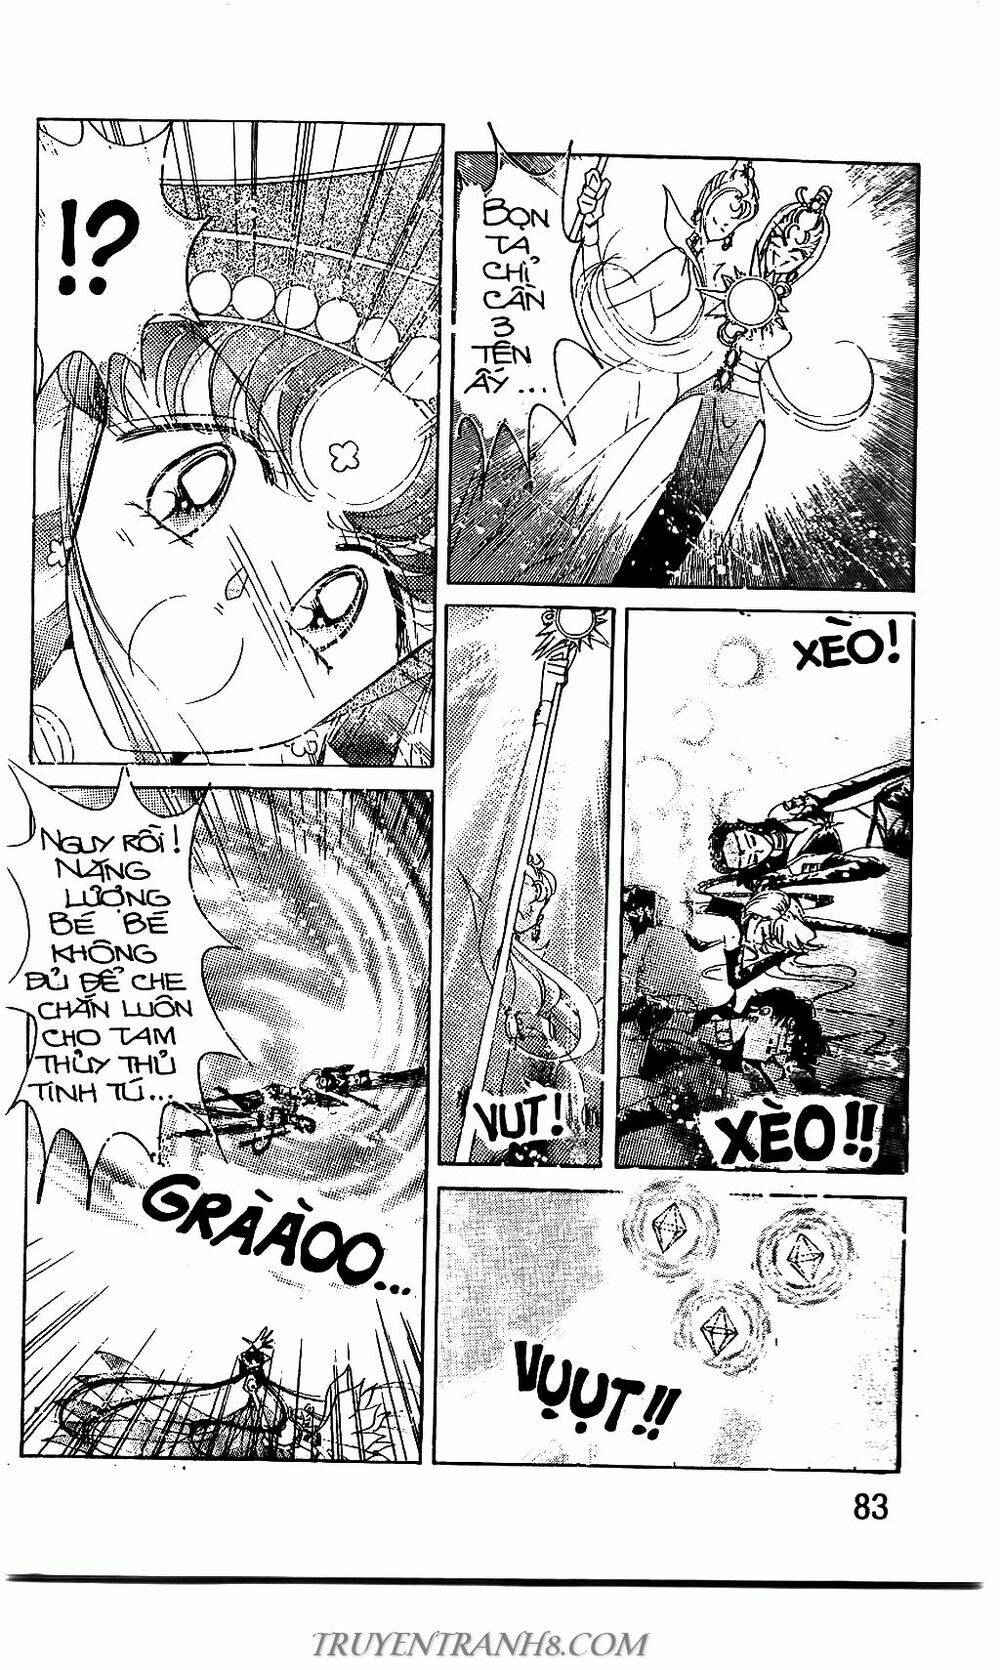 !?
BỌN
TA
CHỈ
CẦN
3
TÊN
ẤY...
XÈO!
VỤT!
XÈO!!
NGUY RỒI!
NĂNG
LƯỢNG
BÉ BÉ
KHÔNG
ĐỦ ĐỂ CHE
CHẮN LUÔN
CHO TAM
THỦY THỦ
TINH TÚ...
GRÀÀOO...
VỤỤT!!
83
TRUYENTRANH8.COM